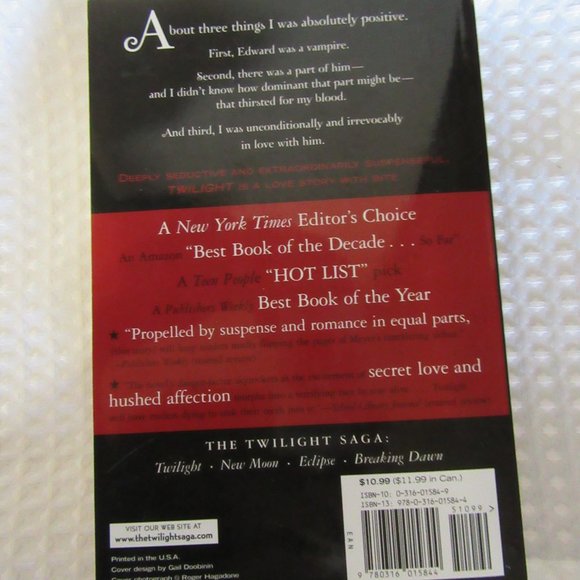 About three things I was absolutely positive.
First, Edward was a vampire.
Second, there was a part of him—
and I didn't know how dominant that part might be—
that thirsted for my blood.
And third, I was unconditionally and irrevocably
in love with him.
DEEPLY SEDUCTIVE AND EXTRAORDINARILY SUSPENSEFUL,
TWILIGHT IS A LOVE STORY WITH BITE
A New York Times Editor's Choice
An Amazon "Best Book of the Decade . . . So Far"
A Teen People "HOT LIST" pick
A Publishers Weekly Best Book of the Year
★ "Propelled by suspense and romance in equal parts,
—Publishers Weekly (starred review)
★ "The novel's secret love and
hushed affection
THE TWILIGHT SAGA:
Twilight · New Moon · Eclipse · Breaking Dawn
$10.99 ($11.99 in Can.)
ISBN-10: 0-316-01584-9
ISBN-13: 978-0-316-01584-4
51099>
EAN
9 780316 015844
VISIT OUR WEB SITE AT
www.thetwilightsaga.com
Printed in the U.S.A.
Cover design by Gail Doobinin
Cover photograph © Roger Hagadone